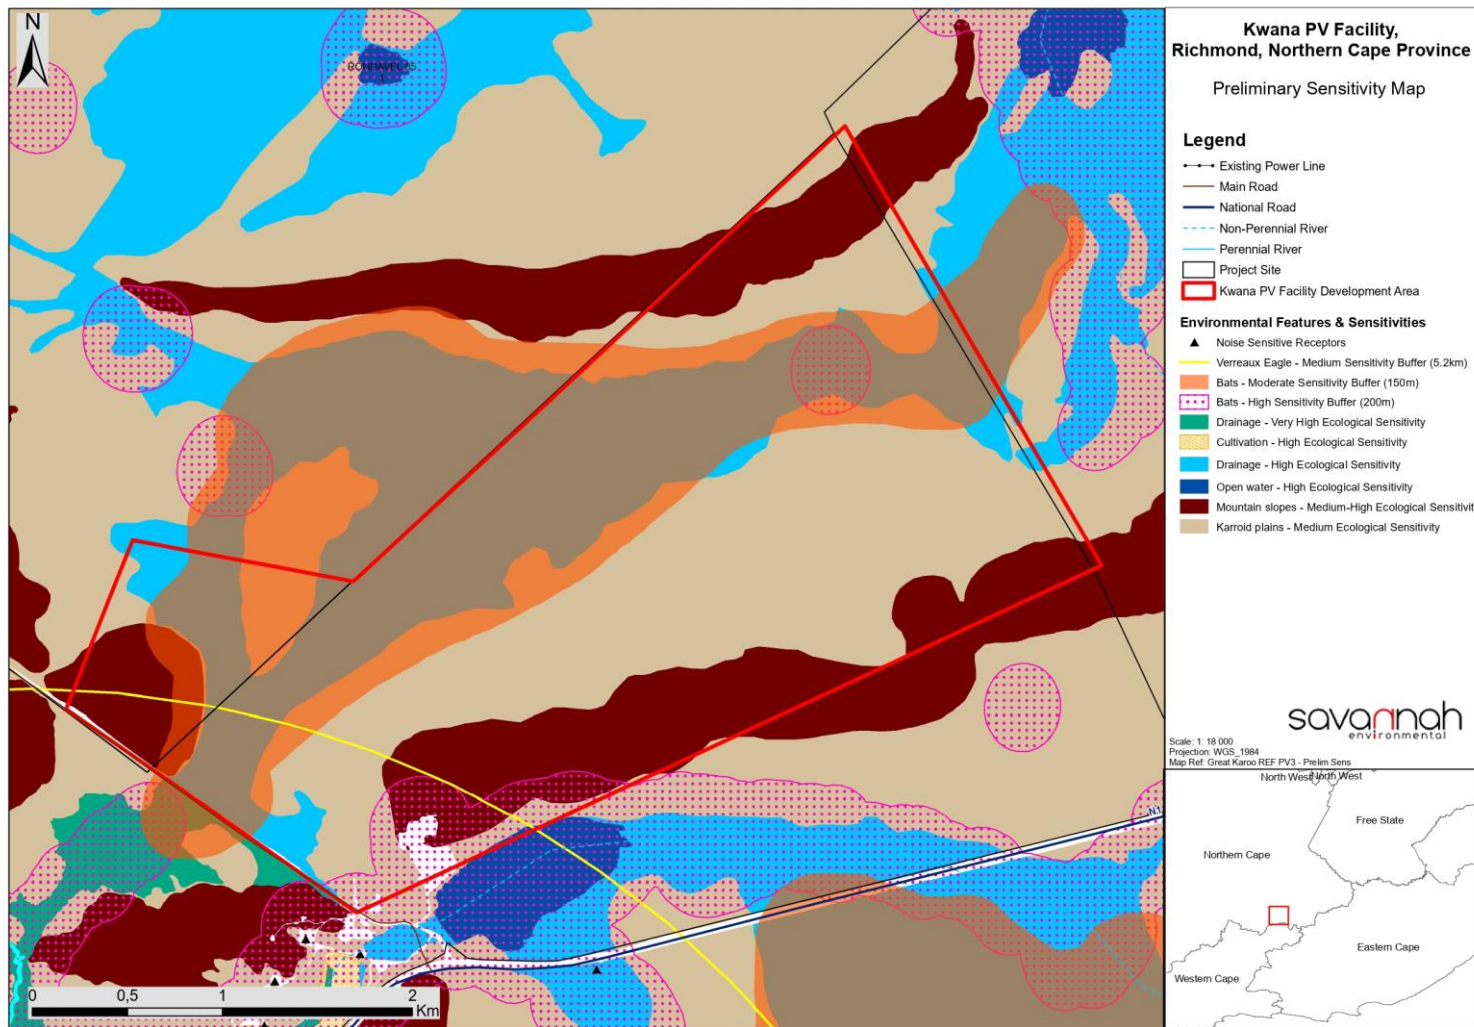 N
RONDAVEL 85
1
N1
0 0,5 1 2
Km
Kwana PV Facility,
Richmond, Northern Cape Province
Preliminary Sensitivity Map
Legend
Existing Power Line
Main Road
National Road
Non-Perennial River
Perennial River
Project Site
Kwana PV Facility Development Area
Environmental Features & Sensitivities
Noise Sensitive Receptors
Verreaux Eagle - Medium Sensitivity Buffer (5.2km)
Bats - Moderate Sensitivity Buffer (150m)
Bats - High Sensitivity Buffer (200m)
Drainage - Very High Ecological Sensitivity
Cultivation - High Ecological Sensitivity
Drainage - High Ecological Sensitivity
Open water - High Ecological Sensitivity
Mountain slopes - Medium-High Ecological Sensitivit
Karroid plains - Medium Ecological Sensitivity
savannah
environmental
Scale: 1: 18 000
Projection: WGS_1984
Map Ref: Great Karoo REF PV3 - Prelim Sens
North West North West
Free State
Northern Cape
Eastern Cape
Western Cape